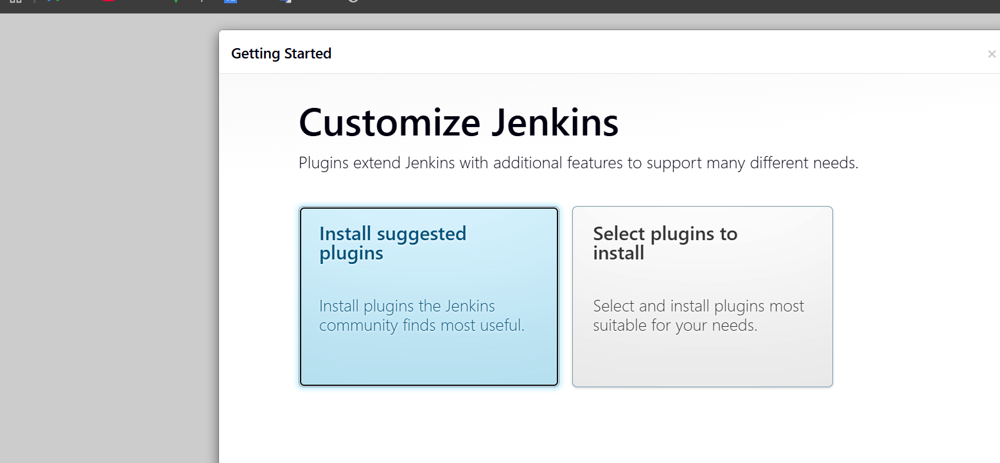 Getting Started
×
Customize Jenkins
Plugins extend Jenkins with additional features to support many different needs.
Install suggested
plugins
Install plugins the Jenkins
community finds most useful.
Select plugins to
install
Select and install plugins most
suitable for your needs.